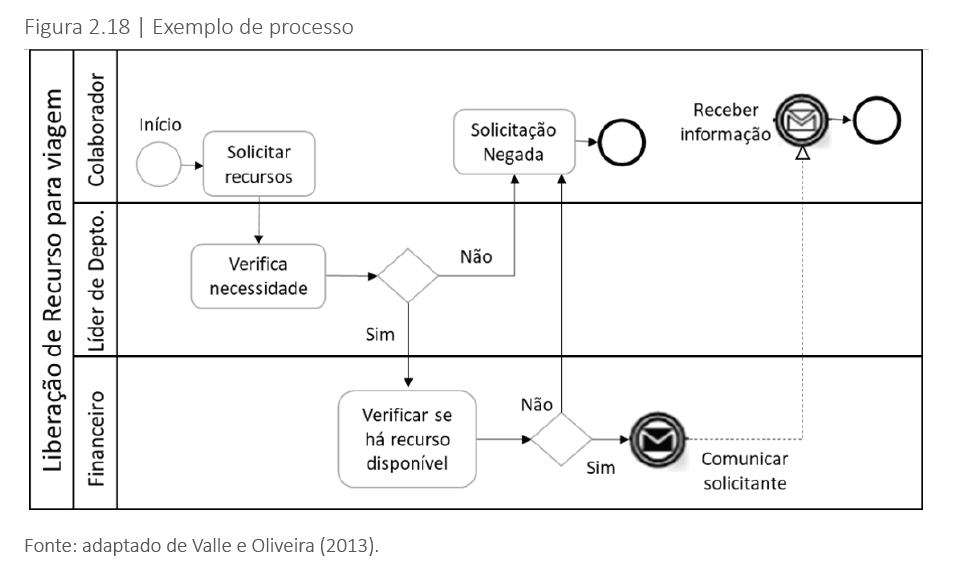 Figura 2.18 | Exemplo de processo
Liberação de Recurso para viagem
Colaborador
Início
Solicitar
recursos
Solicitação
Negada
Receber
informação
Líder de Depto.
Verifica
necessidade
Não
Sim
Financeiro
Verificar se
há recurso
disponível
Não
Sim
Comunicar
solicitante
Fonte: adaptado de Valle e Oliveira (2013).